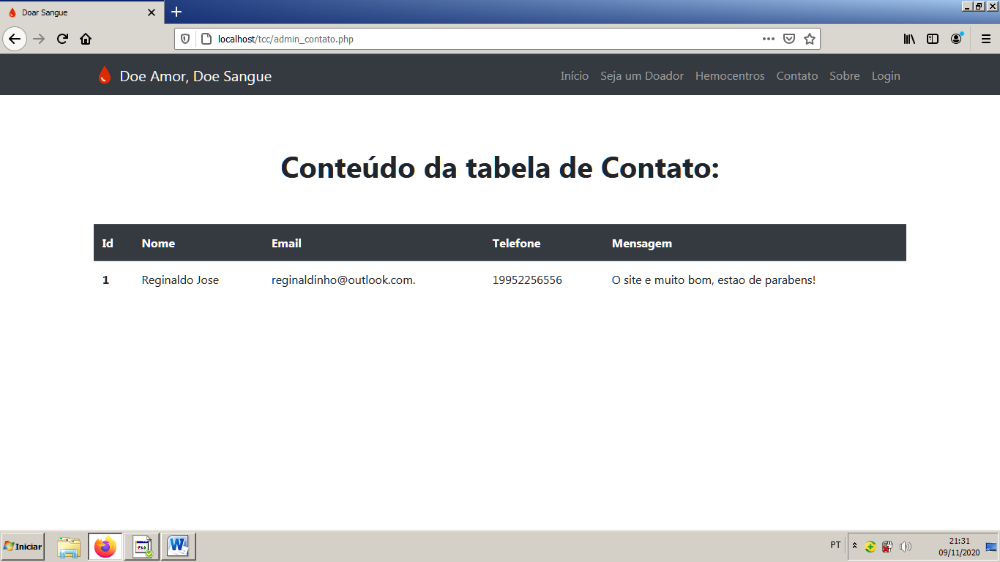 Doar Sangue
localhost/tcc/admin_contato.php
Doe Amor, Doe Sangue
Início Seja um Doador Hemocentros Contato Sobre Login
Conteúdo da tabela de Contato:
Id Nome Email Telefone Mensagem
1 Reginaldo Jose reginaldinho@outlook.com. 19952256556 O site e muito bom, estao de parabens!
Iniciar
PT
21:31
09/11/2020